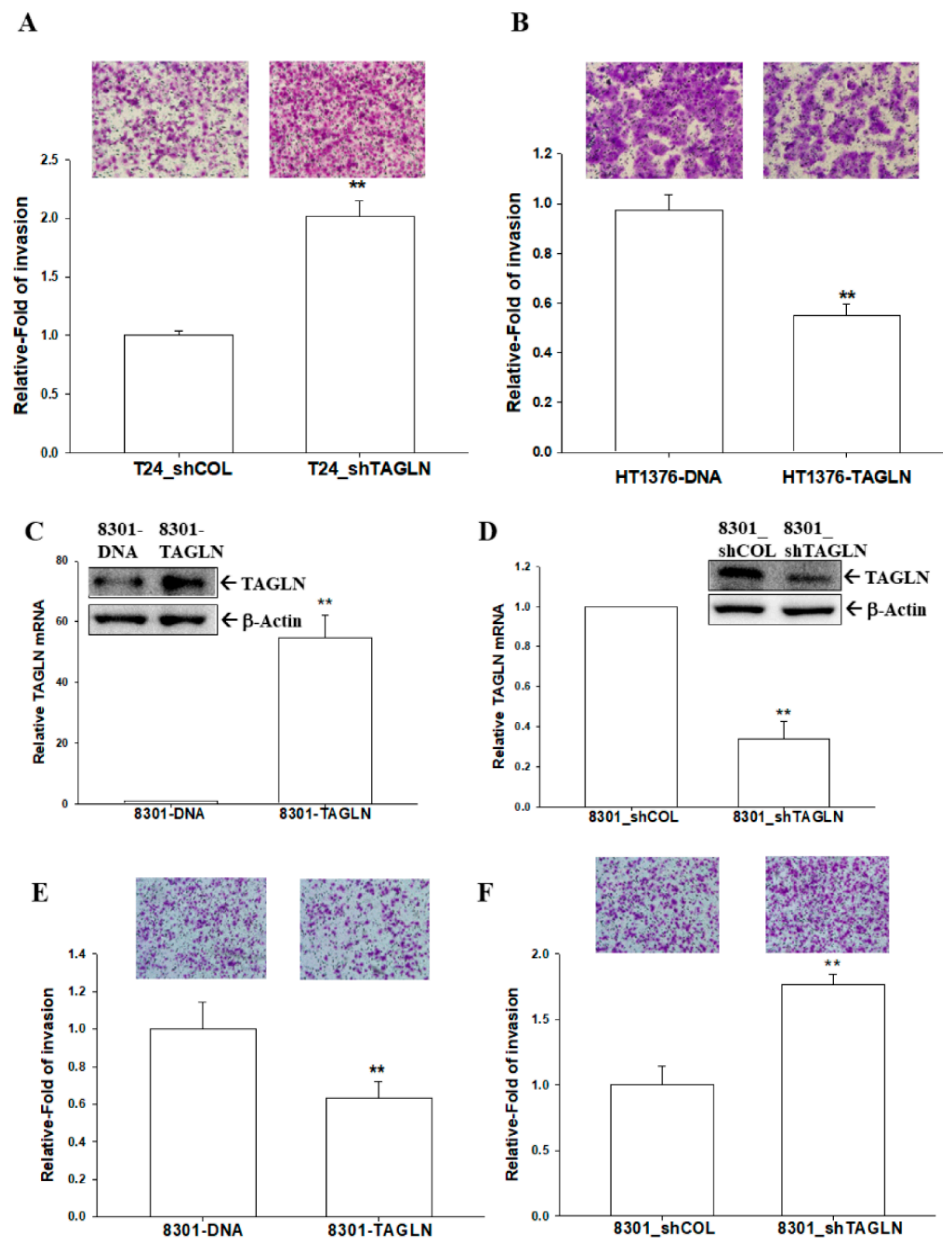 A
B
2.5
2.0
1.5
1.0
0.5
0.0
Relative-Fold of invasion
**
T24_shCOL
T24_shTAGLN
1.2
1.0
0.8
0.6
0.4
0.2
0.0
Relative-Fold of invasion
**
HT1376-DNA
HT1376-TAGLN
C
8301-
DNA
8301-
TAGLN
← TAGLN
← β-Actin
80
60
40
20
0
Relative TAGLN mRNA
**
8301-DNA
8301-TAGLN
D
8301_
shCOL
8301_
shTAGLN
← TAGLN
← β-Actin
1.2
1.0
0.8
0.6
0.4
0.2
0.0
Relative TAGLN mRNA
**
8301_shCOL
8301_shTAGLN
E
1.4
1.2
1.0
0.8
0.6
0.4
0.2
0.0
Relative-Fold of invasion
**
8301-DNA
8301-TAGLN
F
2.0
1.5
1.0
0.5
0.0
Relative-Fold of invasion
**
8301_shCOL
8301_shTAGLN